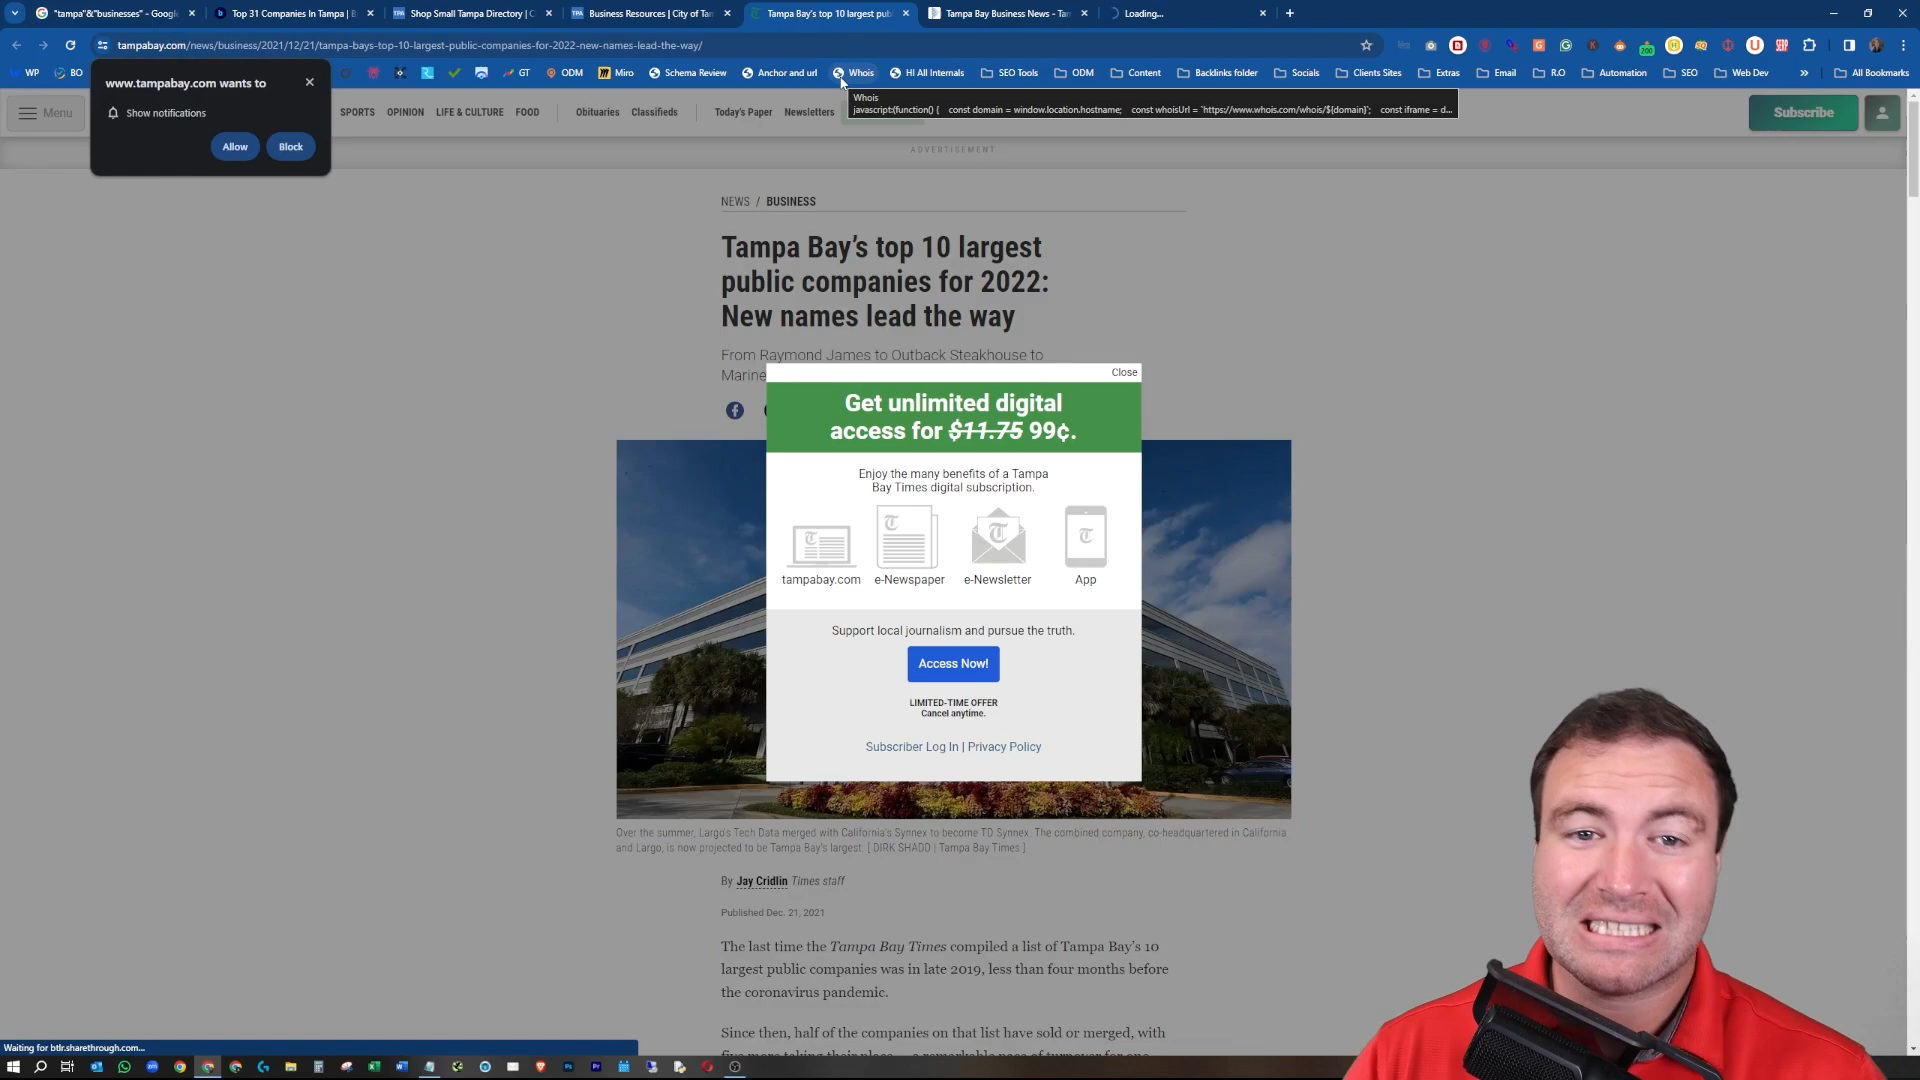 "tampa"&"businesses" - Google
Top 31 Companies In Tampa | B
Shop Small Tampa Directory | C
Business Resources | City of Tam
Tampa Bay's top 10 largest publ
Tampa Bay Business News - Tam
Loading...
tampabay.com/news/business/2021/12/21/tampa-bays-top-10-largest-public-companies-for-2022-new-names-lead-the-way/
WP
BO
GT
ODM
Miro
Schema Review
Anchor and url
Whois
HI All Internals
SEO Tools
ODM
Content
Backlinks folder
Socials
Clients Sites
Extras
Email
R.O
Automation
SEO
Web Dev
All Bookmarks
www.tampabay.com wants to
Show notifications
Allow
Block
Whois
javascript:(function() { const domain = window.location.hostname; const whoisUrl = `https://www.whois.com/whois/${domain}`; const iframe = d...
Menu
SPORTS
OPINION
LIFE & CULTURE
FOOD
Obituaries
Classifieds
Today's Paper
Newsletters
Subscribe
ADVERTISEMENT
NEWS / BUSINESS
Tampa Bay's top 10 largest
public companies for 2022:
New names lead the way
From Raymond James to Outback Steakhouse to
Marine
Close
Get unlimited digital
access for $11.75 99¢.
Enjoy the many benefits of a Tampa
Bay Times digital subscription.
tampabay.com
e-Newspaper
e-Newsletter
App
Support local journalism and pursue the truth.
Access Now!
LIMITED-TIME OFFER
Cancel anytime.
Subscriber Log In | Privacy Policy
Over the summer, Largo's Tech Data merged with California's Synnex to become TD Synnex. The combined company, co-headquartered in California
and Largo, is now projected to be Tampa Bay's largest. [ DIRK SHADD | Tampa Bay Times ]
By Jay Cridlin Times staff
Published Dec. 21, 2021
The last time the Tampa Bay Times compiled a list of Tampa Bay's 10
largest public companies was in late 2019, less than four months before
the coronavirus pandemic.
Since then, half of the companies on that list have sold or merged, with
Waiting for btlr.sharethrough.com...